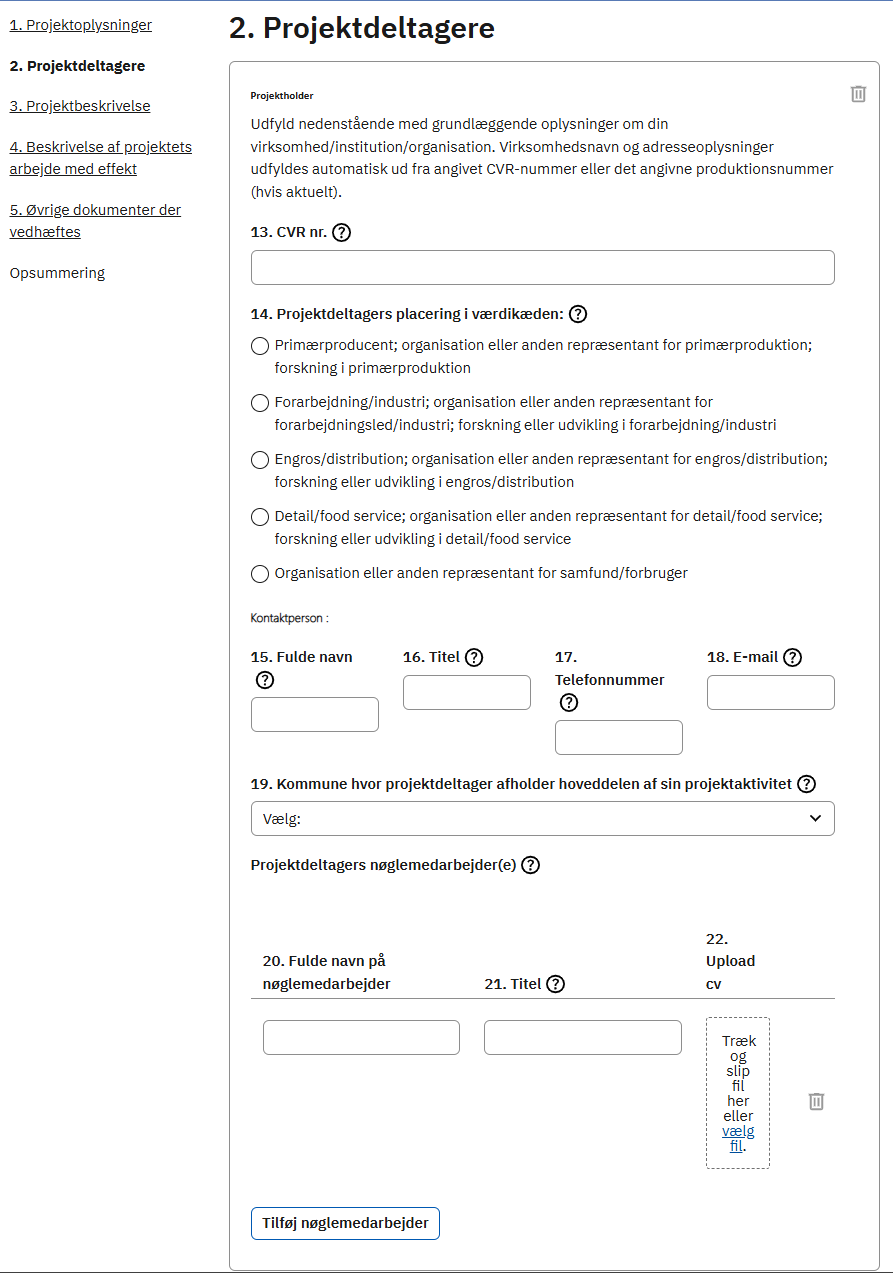 1. Projektoplysninger
2. Projektdeltagere
3. Projektbeskrivelse
4. Beskrivelse af projektets
arbejde med effekt
5. Øvrige dokumenter der
vedhæftes
Opsummering
2. Projektdeltagere
Projektholder
Udfyld nedenstående med grundlæggende oplysninger om din
virksomhed/institution/organisation. Virksomhedsnavn og adresseoplysninger
udfyldes automatisk ud fra angivet CVR-nummer eller det angivne produktionsnummer
(hvis aktuelt).
13. CVR nr. ?
14. Projektdeltagers placering i værdikæden: ?
Primærproducent; organisation eller anden repræsentant for primærproduktion;
forskning i primærproduktion
Forarbejdning/industri; organisation eller anden repræsentant for
forarbejdningsled/industri; forskning eller udvikling i forarbejdning/industri
Engros/distribution; organisation eller anden repræsentant for engros/distribution;
forskning eller udvikling i engros/distribution
Detail/food service; organisation eller anden repræsentant for detail/food service;
forskning eller udvikling i detail/food service
Organisation eller anden repræsentant for samfund/forbruger
Kontaktperson :
15. Fulde navn
?
16. Titel ?
17.
Telefonnummer
?
18. E-mail ?
19. Kommune hvor projektdeltager afholder hoveddelen af sin projektaktivitet ?
Vælg:
Projektdeltagers nøglemedarbejder(e) ?
20. Fulde navn på
nøglemedarbejder
21. Titel ?
22.
Upload
cv
Træk
og
slip
fil
her
eller
vælg
fil.
Tilføj nøglemedarbejder